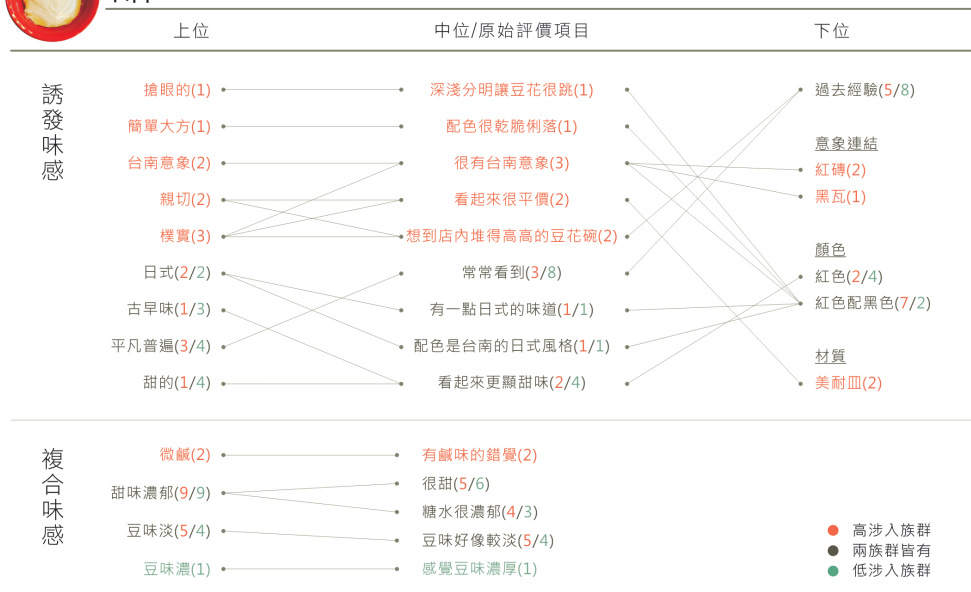 上位 中位/原始評價項目 下位
誘發味感
搶眼的(1) 深淺分明讓豆花很跳(1) 過去經驗(5/8)
簡單大方(1) 配色很乾脆俐落(1)
意象連結
台南意象(2) 很有台南意象(3) 紅磚(2)
親切(2) 看起來很平價(2) 黑瓦(1)
樸實(3) 想到店內堆得高高的豆花碗(2)
顏色
日式(2/2) 常常看到(3/8) 紅色(2/4)
古早味(1/3) 有一點日式的味道(1/1) 紅色配黑色(7/2)
平凡普遍(3/4) 配色是台南的日式風格(1/1)
材質
甜的(1/4) 看起來更顯甜味(2/4) 美耐皿(2)
複合味感
微鹹(2) 有鹹味的錯覺(2)
甜味濃郁(9/9) 很甜(5/6)
糖水很濃郁(4/3)
豆味淡(5/4) 豆味好像較淡(5/4)
豆味濃(1) 感覺豆味濃厚(1)
高涉入族群
兩族群皆有
低涉入族群